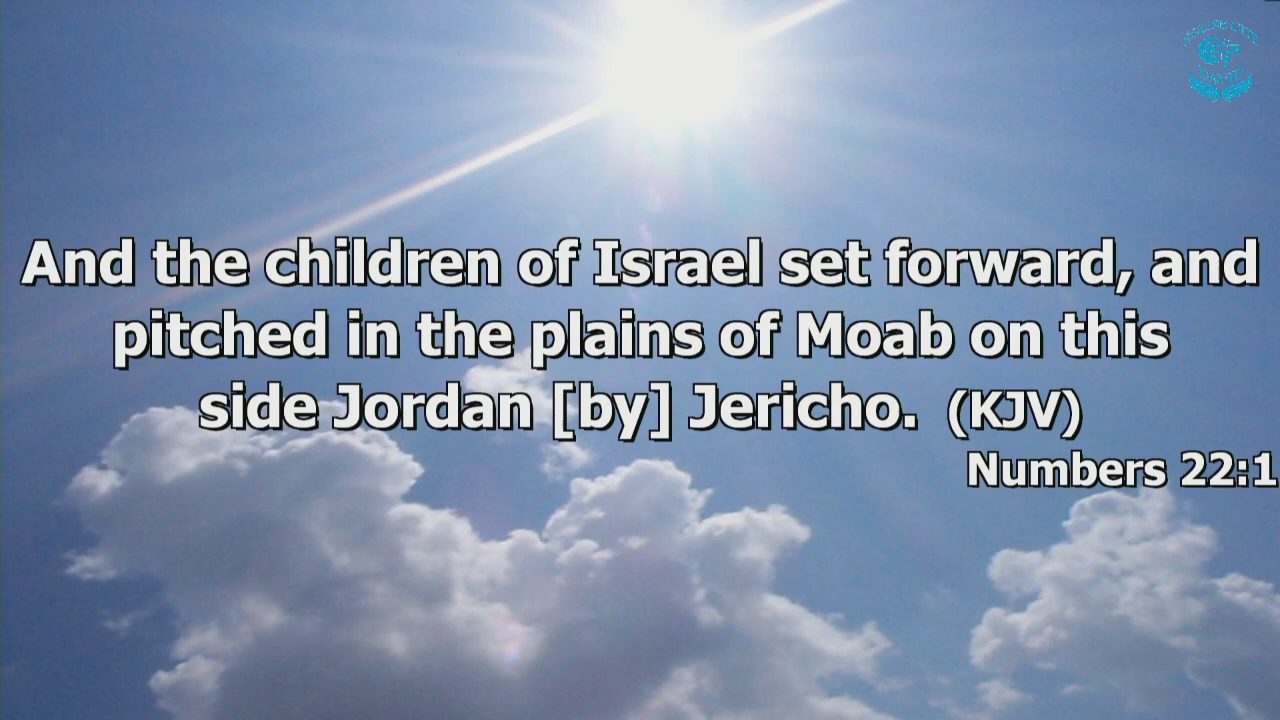 And the children of Israel set forward, and
pitched in the plains of Moab on this
side Jordan [by] Jericho. (KJV)
Numbers 22:1